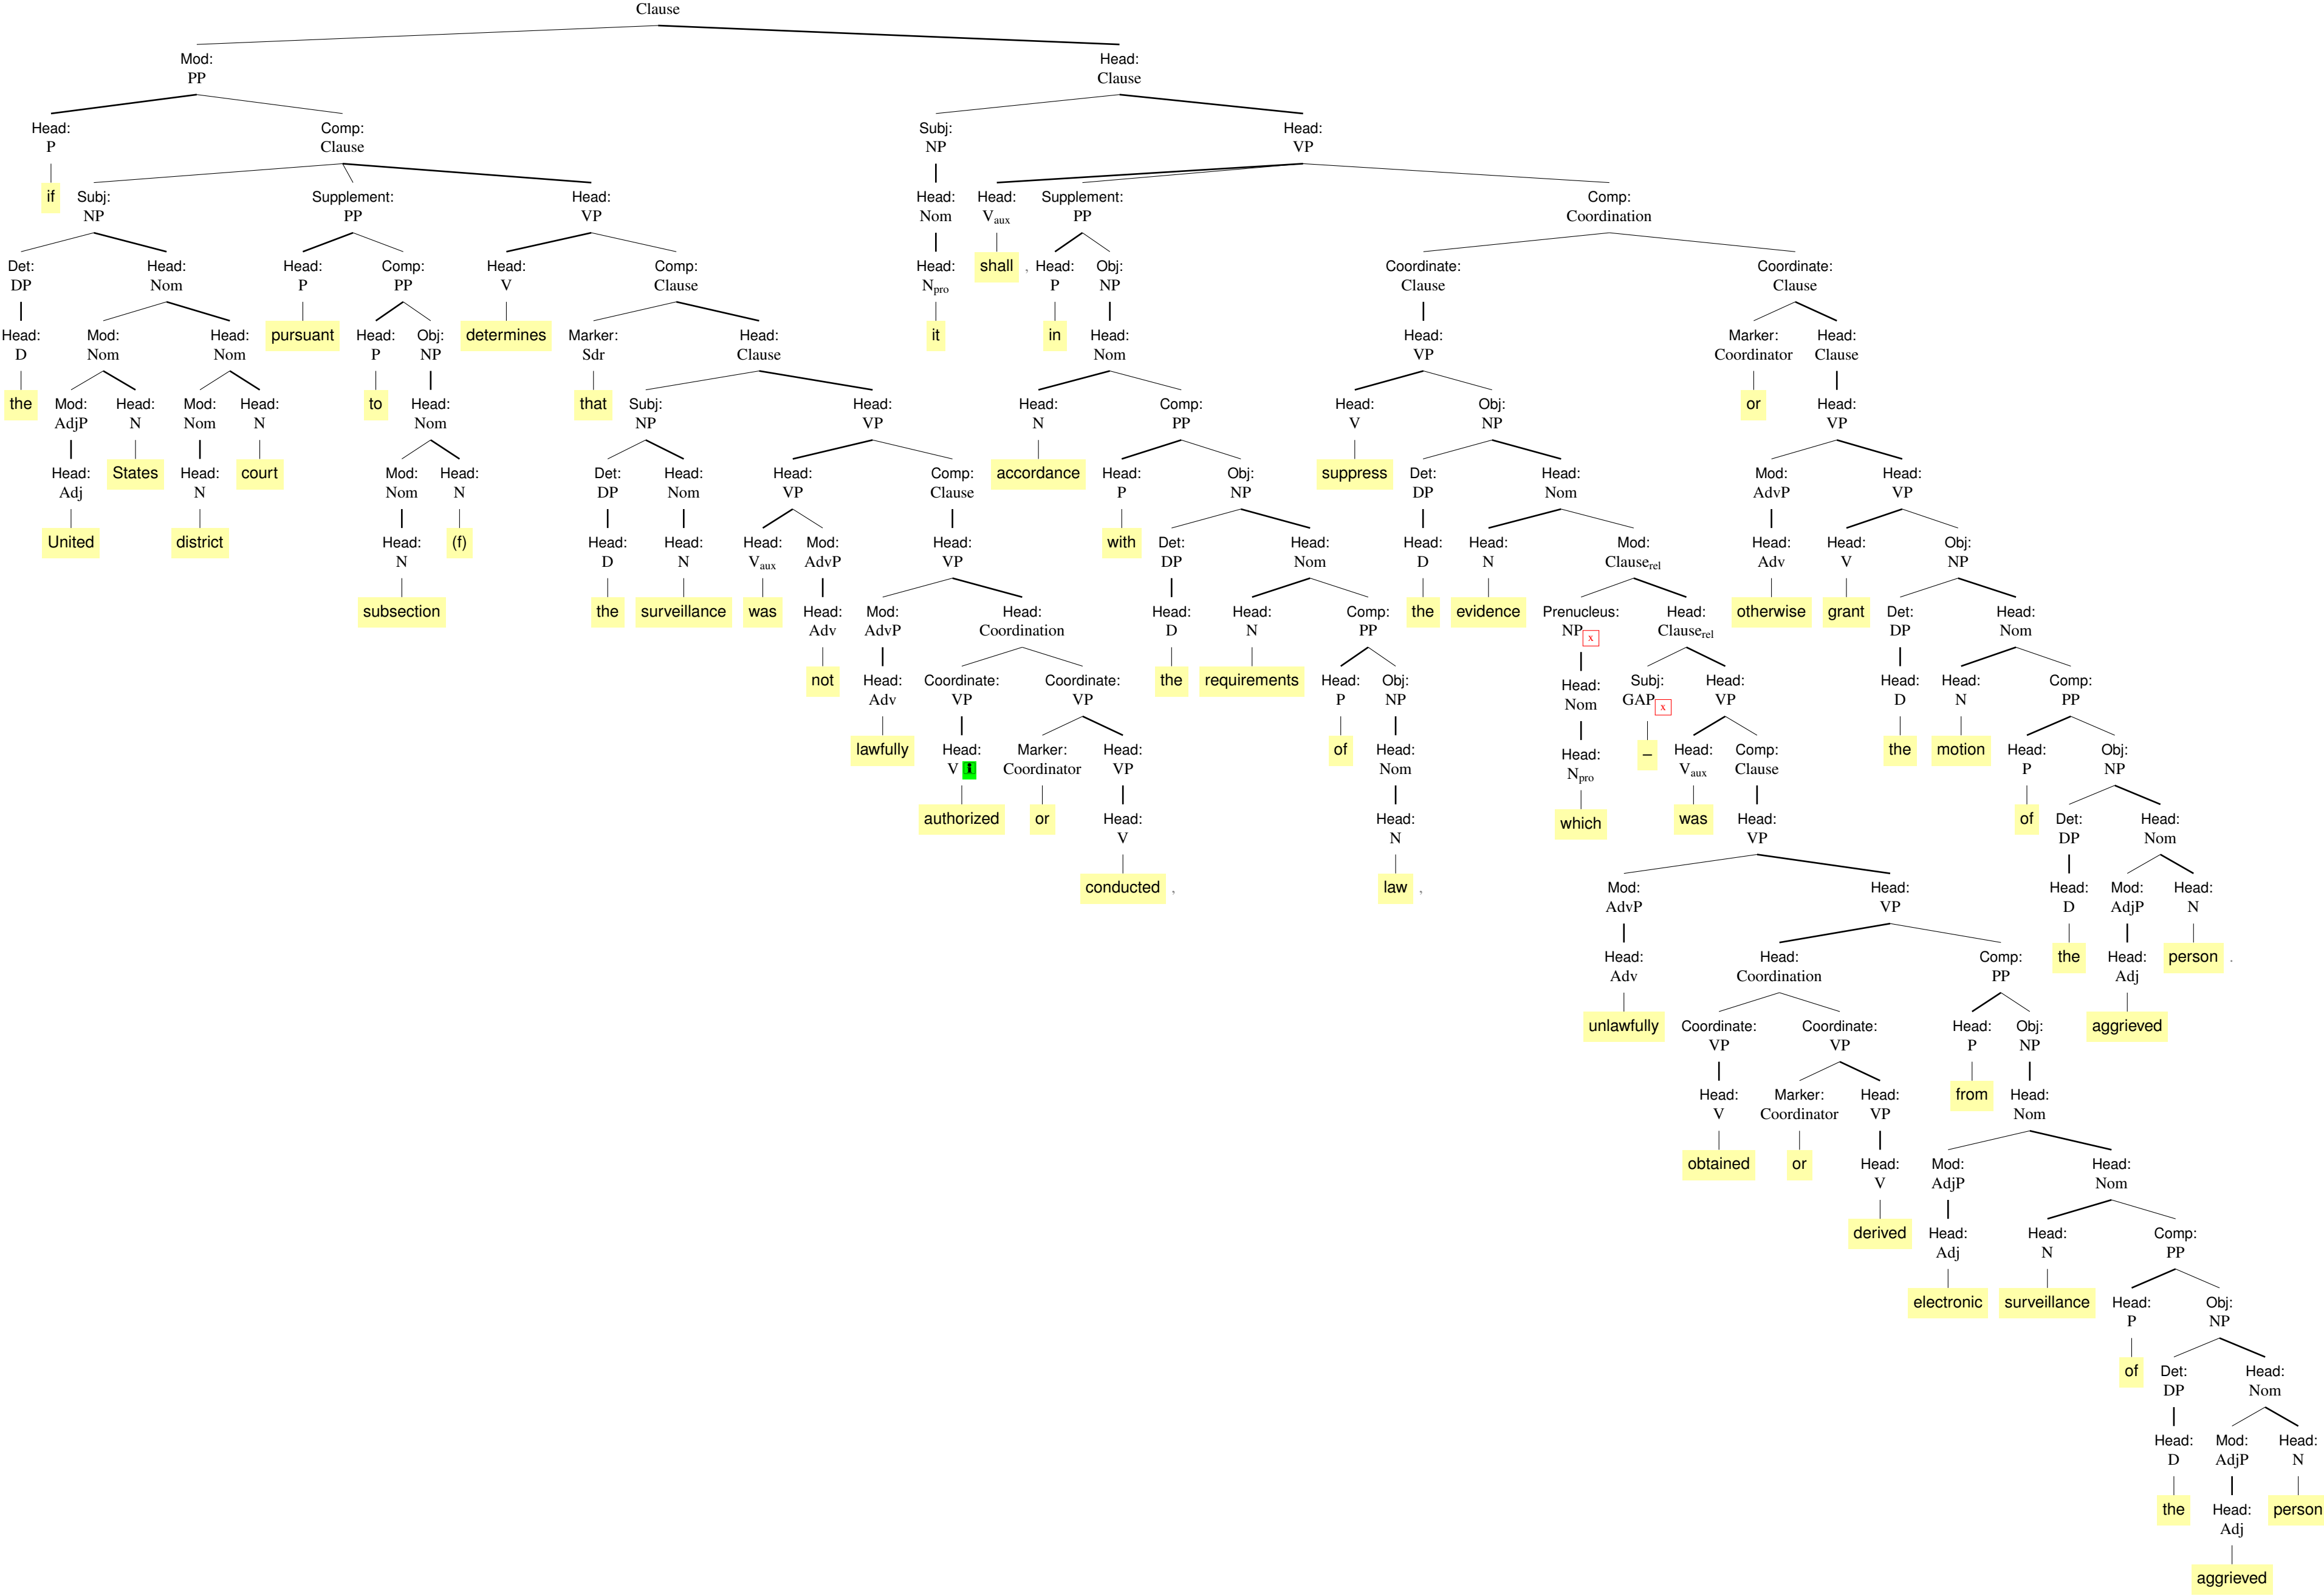 Clause
Mod: Head:
PP Clause
Head: Comp: Subj: Head:
P Clause NP VP
if Subj: Supplement: Head: Head: Head: Supplement: Comp:
NP PP VP Nom Vaux PP Coordination
Det: Head: Head: Comp: Head: Comp: Head: shall , Head: Obj: Coordinate: Coordinate:
DP Nom P PP V Clause Npro P NP Clause Clause
Head: Mod: Head: pursuant Head: Obj: determines Marker: Head: it in Head: Head: Marker: Head:
D Nom Nom P NP Sdr Clause Nom VP Coordinator Clause
the Mod: Head: Mod: Head: to Head: that Subj: Head: Head: Comp: Head: Obj: or Head:
AdjP N Nom N Nom NP VP N PP V NP VP
Head: States Head: court Mod: Head: Det: Head: Head: Comp: accordance Head: Obj: suppress Det: Head: Mod: Head:
Adj N Nom N DP Nom VP Clause P NP DP Nom AdvP VP
United district Head: (f) Head: Head: Head: Mod: Head: with Det: Head: Head: Head: Mod: Head: Head: Obj:
N D N Vaux AdvP VP DP Nom D N Clauserel Adv V NP
subsection the surveillance was Head: Mod: Head: Head: Head: Comp: the evidence Prenucleus: Head: otherwise grant Det: Head:
Adv AdvP Coordination D N PP NP x Clauserel DP Nom
not Head: Coordinate: Coordinate: the requirements Head: Obj: Head: Subj: Head: Head: Head: Comp:
Adv VP VP P NP Nom GAP x VP D N PP
lawfully Head: Marker: Head: of Head: Head: – Head: Comp: the motion Head: Obj:
V i Coordinator VP Nom Npro Vaux Clause P NP
authorized or Head: Head: which was Head: of Det: Head:
V N VP DP Nom
conducted , law , Mod: Head: Head: Mod: Head:
AdvP VP D AdjP N
Head: Head: Comp: the Head: person .
Adv Coordination PP Adj
unlawfully Coordinate: Coordinate: Head: Obj: aggrieved
VP VP P NP
Head: Marker: Head: from Head:
V Coordinator VP Nom
obtained or Head: Mod: Head:
V AdjP Nom
derived Head: Head: Comp:
Adj N PP
electronic surveillance Head: Obj:
P NP
of Det: Head:
DP Nom
Head: Mod: Head:
D AdjP N
the Head: person
Adj
aggrieved